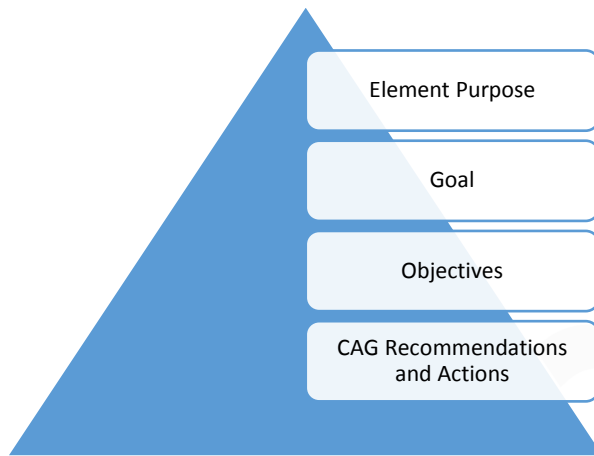 Element Purpose
Goal
Objectives
CAG Recommendations
and Actions